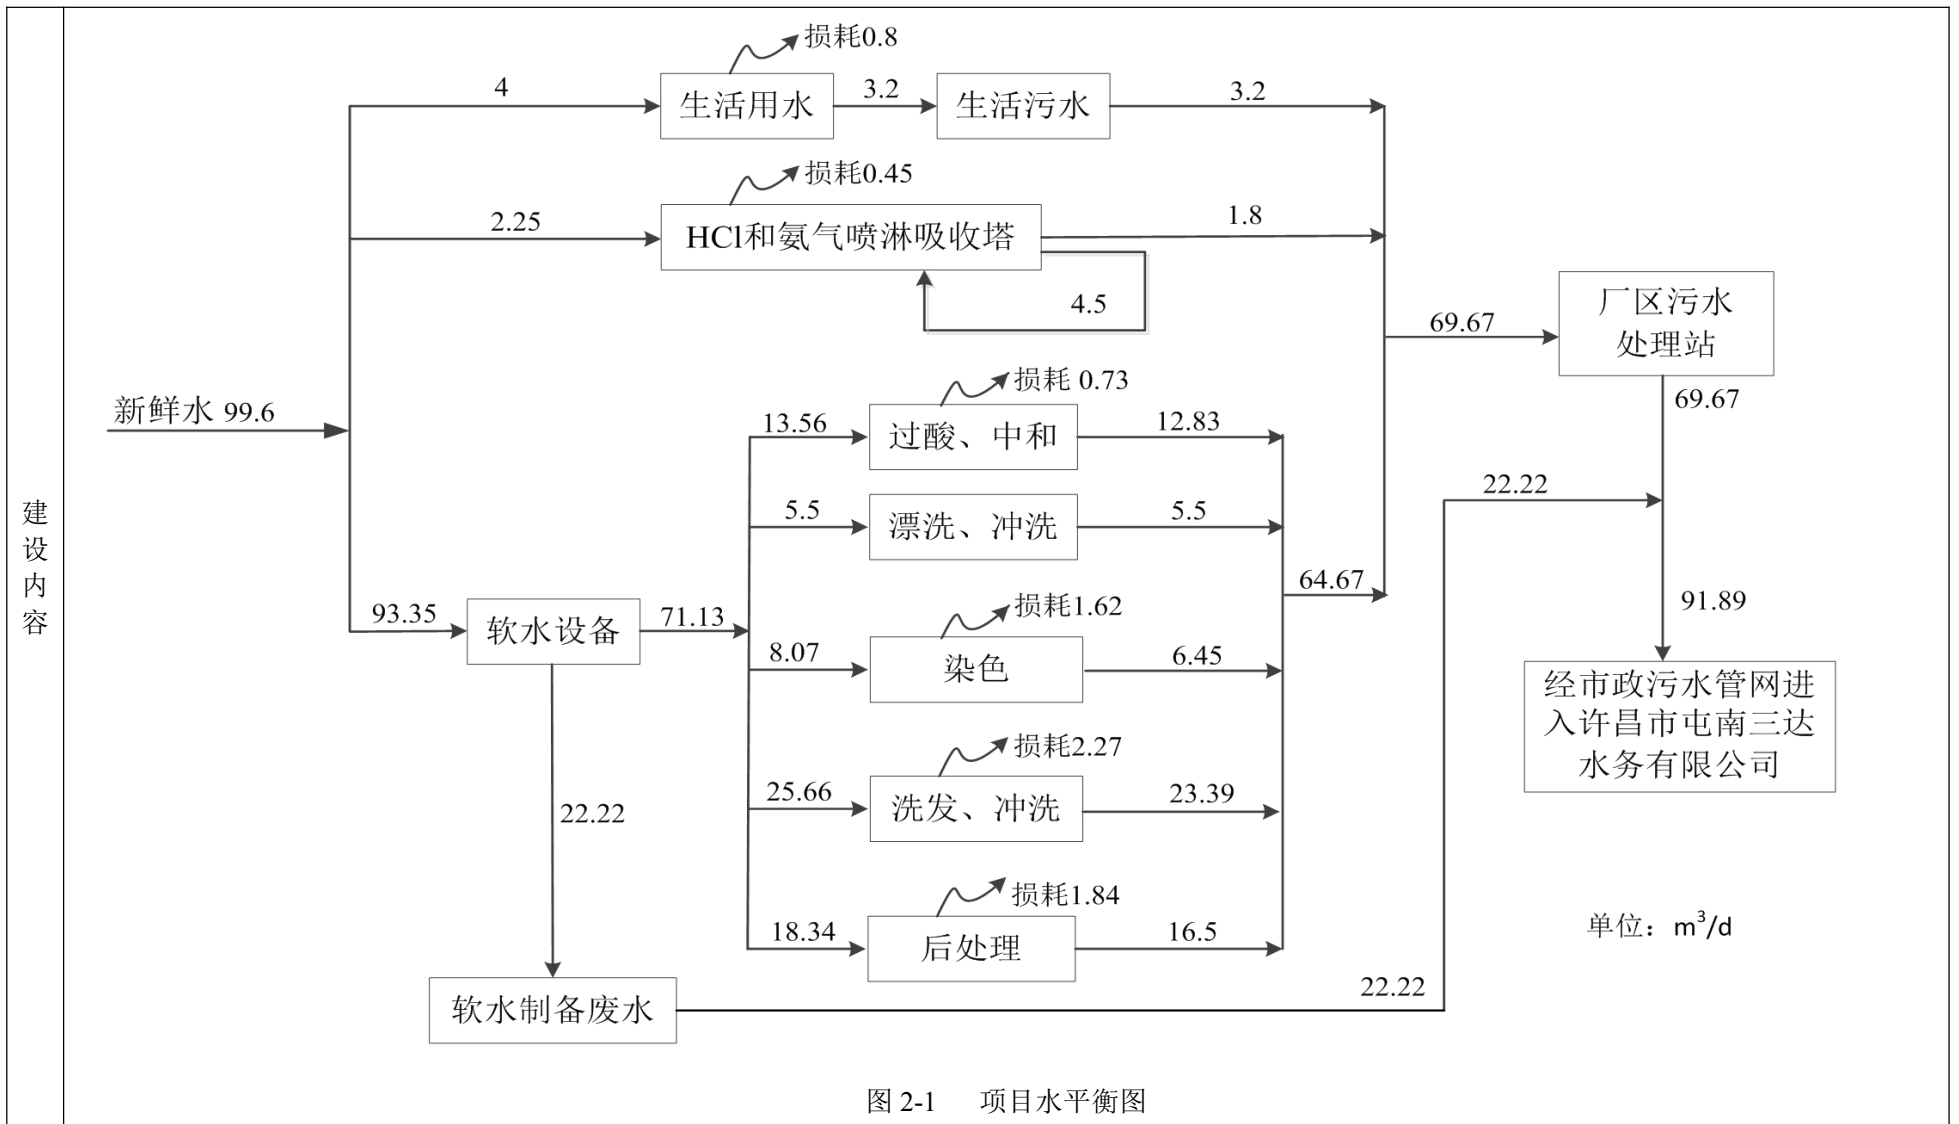 建
设
内
容
损耗0.8
4
生活用水
3.2
生活污水
3.2
损耗0.45
2.25
HCl和氨气喷淋吸收塔
1.8
4.5
厂区污水
处理站
69.67
69.67
新鲜水 99.6
损耗 0.73
13.56
过酸、中和
12.83
5.5
漂洗、冲洗
5.5
22.22
64.67
93.35
软水设备
71.13
损耗1.62
8.07
染色
6.45
91.89
经市政污水管网进
入许昌市屯南三达
水务有限公司
损耗2.27
25.66
洗发、冲洗
23.39
22.22
损耗1.84
18.34
后处理
16.5
单位：m³/d
软水制备废水
22.22
图 2-1 项目水平衡图